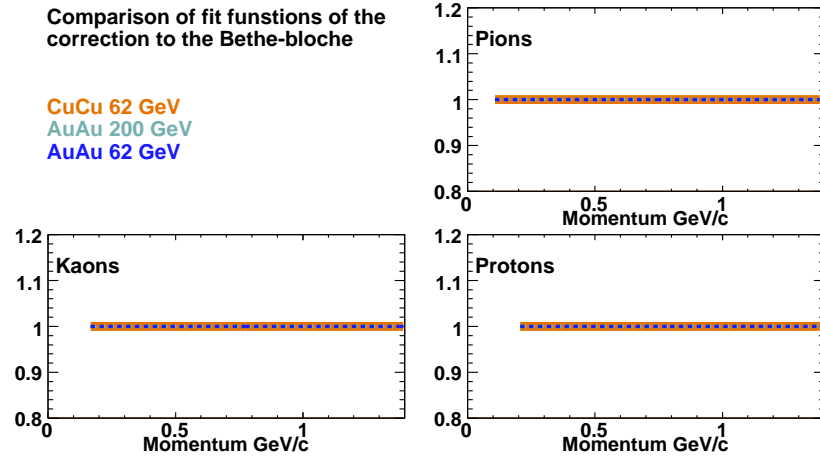 Comparison of fit funstions of the
correction to the Bethe-bloche
CuCu 62 GeV
AuAu 200 GeV
AuAu 62 GeV
1.2
Pions
1.1
1
0.9
0.8
0 0.5 1
Momentum GeV/c
1.2
Kaons
1.1
1
0.9
0.8
0 0.5 1
Momentum GeV/c
1.2
Protons
1.1
1
0.9
0.8
0 0.5 1
Momentum GeV/c